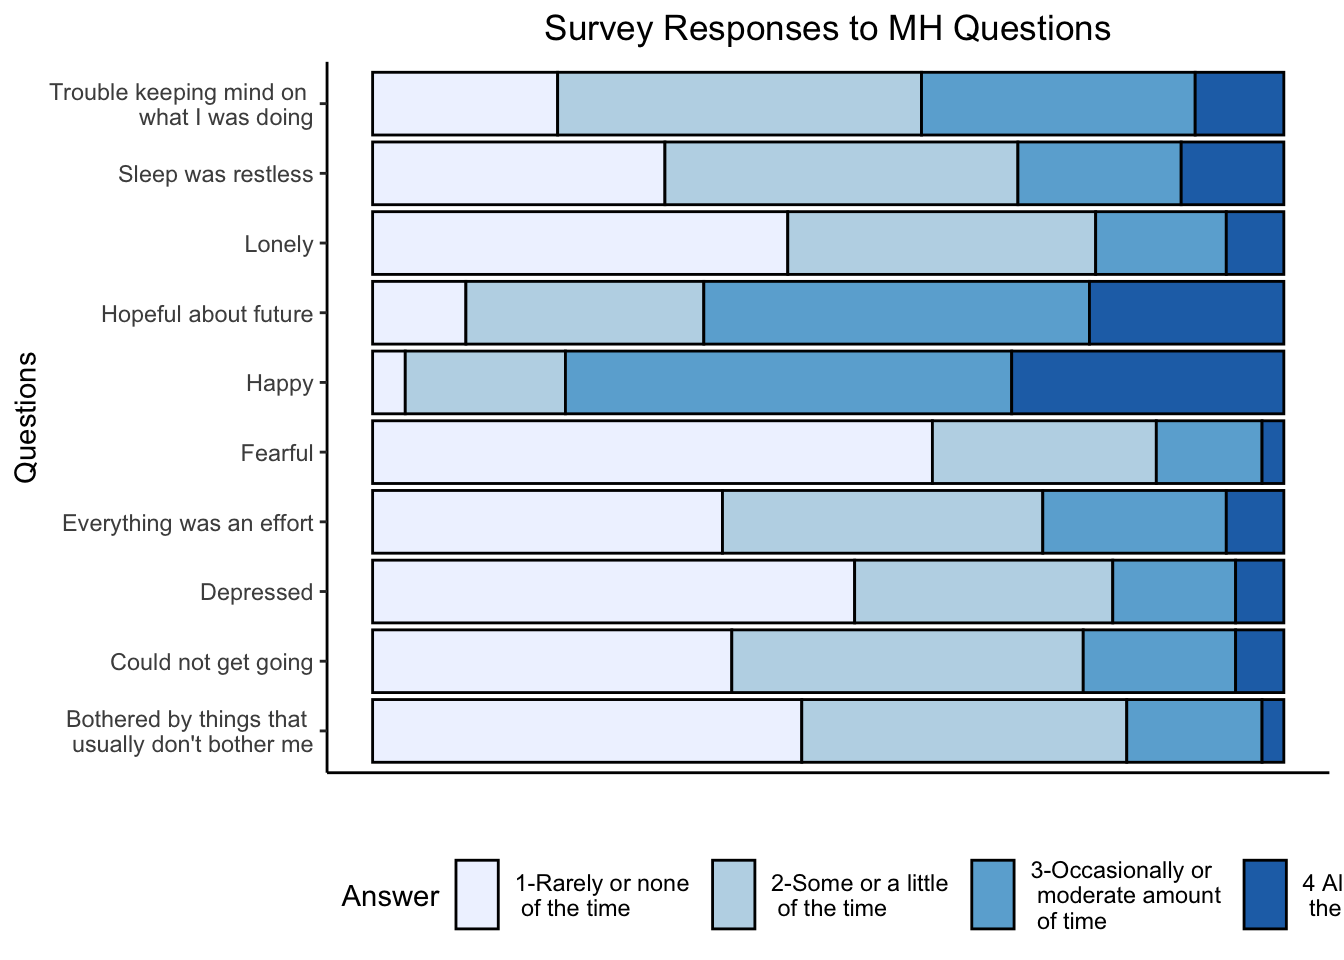 Survey Responses to MH Questions
Trouble keeping mind on
what I was doing
Sleep was restless
Lonely
Hopeful about future
Happy
Fearful
Everything was an effort
Depressed
Could not get going
Bothered by things that
usually don't bother me
Questions
Answer
1-Rarely or none
of the time
2-Some or a little
of the time
3-Occasionally or
moderate amount
of time
4 Al
the